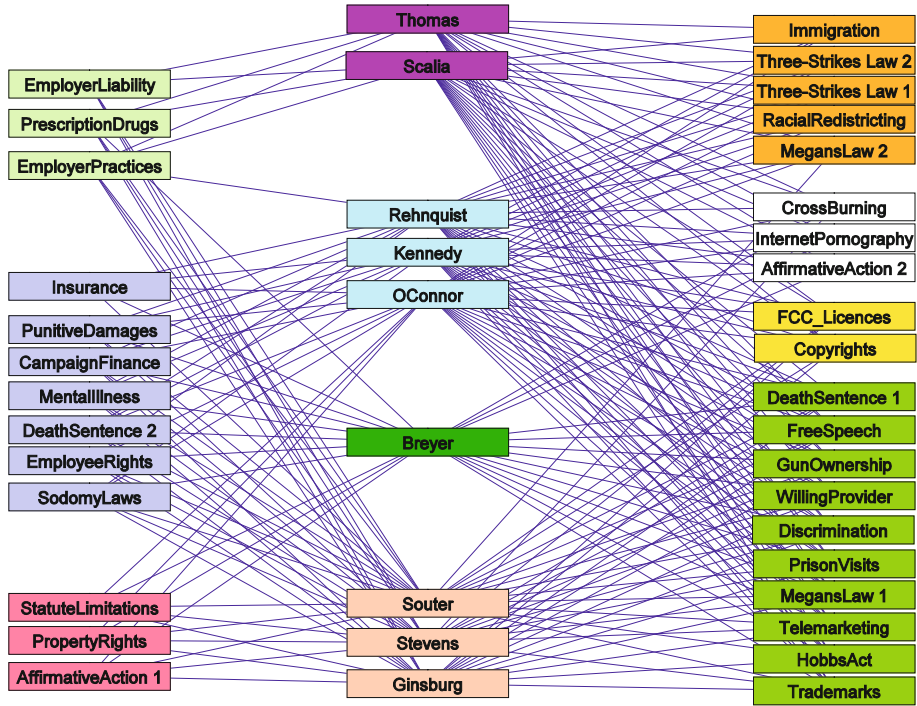 EmployerLiability
PrescriptionDrugs
EmployerPractices
Insurance
PunitiveDamages
CampaignFinance
MentalIllness
DeathSentence 2
EmployeeRights
SodomyLaws
StatuteLimitations
PropertyRights
AffirmativeAction 1
Thomas
Scalia
Rehnquist
Kennedy
OConnor
Breyer
Souter
Stevens
Ginsburg
Immigration
Three-Strikes Law 2
Three-Strikes Law 1
RacialRedistricting
MegansLaw 2
CrossBurning
InternetPornography
AffirmativeAction 2
FCC_Licences
Copyrights
DeathSentence 1
FreeSpeech
GunOwnership
WillingProvider
Discrimination
PrisonVisits
MegansLaw 1
Telemarketing
HobbsAct
Trademarks